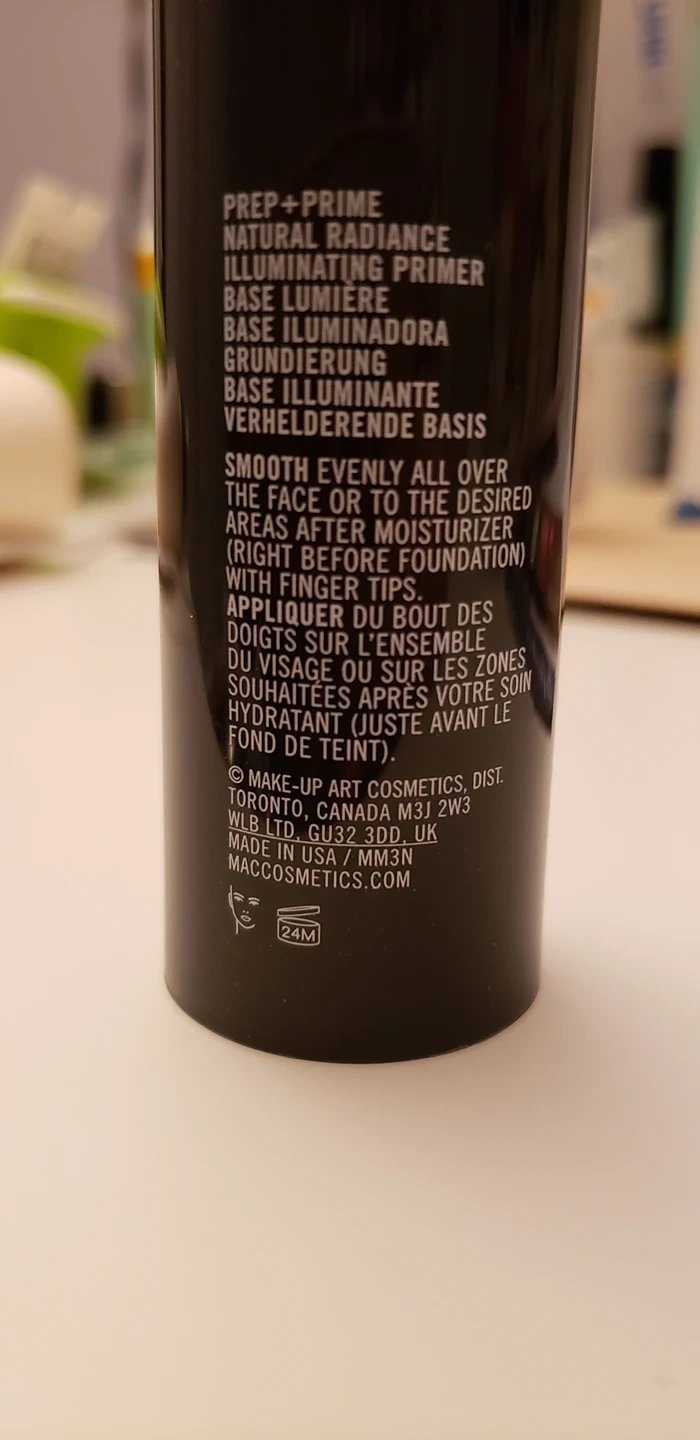 PREP+PRIME
NATURAL RADIANCE
ILLUMINATING PRIMER
BASE LUMIÈRE
BASE ILUMINADORA
GRUNDIERUNG
BASE ILLUMINANTE
VERHELDERENDE BASIS
SMOOTH EVENLY ALL OVER
THE FACE OR TO THE DESIRED
AREAS AFTER MOISTURIZER
(RIGHT BEFORE FOUNDATION)
WITH FINGER TIPS.
APPLIQUER DU BOUT DES
DOIGTS SUR L'ENSEMBLE
DU VISAGE OU SUR LES ZONES
SOUHAITÉES APRÈS VOTRE SOIN
HYDRATANT (JUSTE AVANT LE
FOND DE TEINT).
© MAKE-UP ART COSMETICS, DIST.
TORONTO, CANADA M3J 2W3
WLB LTD, GU32 3DD, UK
MADE IN USA / MM3N
MACCOSMETICS.COM
24M